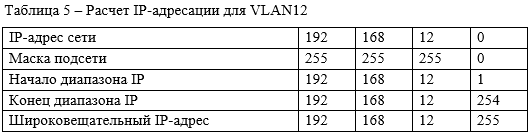 Таблица 5 – Расчет IP-адресации для VLAN12
IP-адрес сети 192 168 12 0
Маска подсети 255 255 255 0
Начало диапазона IP 192 168 12 1
Конец диапазона IP 192 168 12 254
Широковещательный IP-адрес 192 168 12 255